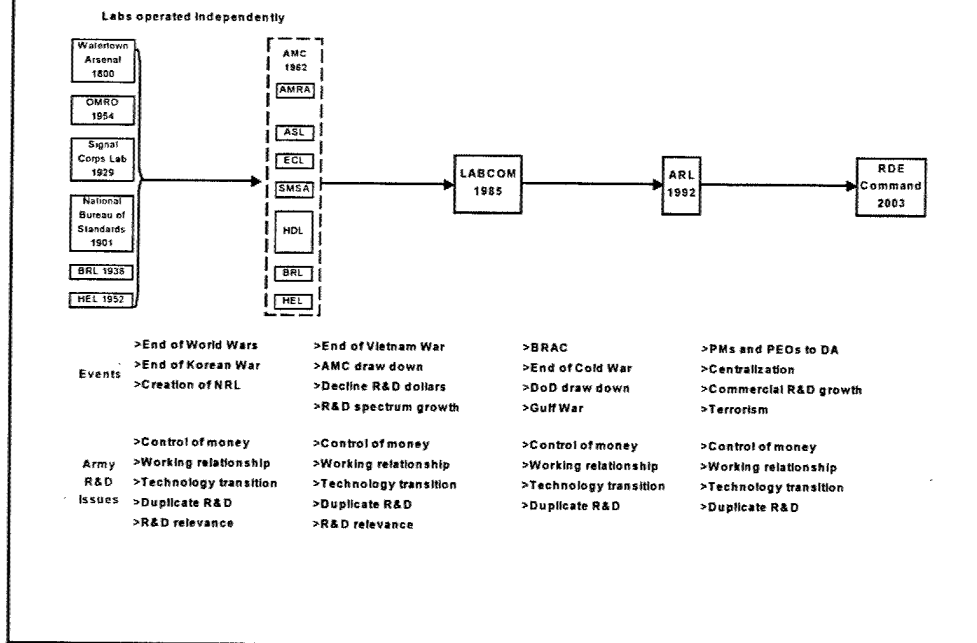 Labs operated Independently
Watertown
Arsenal
1800
OMRO
1954
Signal
Corps Lab
1929
National
Bureau of
Standards
1901
BRL 1938
HEL 1952
AMC
1962
AMRA
ASL
ECL
SMSA
HDL
BRL
HEL
LABCOM
1985
ARL
1992
RDE
Command
2003
Events
>End of World Wars
>End of Korean War
>Creation of NRL
>End of Vietnam War
>AMC draw down
>Decline R&D dollars
>R&D spectrum growth
>BRAC
>End of Cold War
>DoD draw down
>Gulf War
>PMs and PEOs to DA
>Centralization
>Commercial R&D growth
>Terrorism
Army
R&D
Issues
>Control of money
>Working relationship
>Technology transition
>Duplicate R&D
>R&D relevance
>Control of money
>Working relationship
>Technology transition
>Duplicate R&D
>R&D relevance
>Control of money
>Working relationship
>Technology transition
>Duplicate R&D
>Control of money
>Working relationship
>Technology transition
>Duplicate R&D